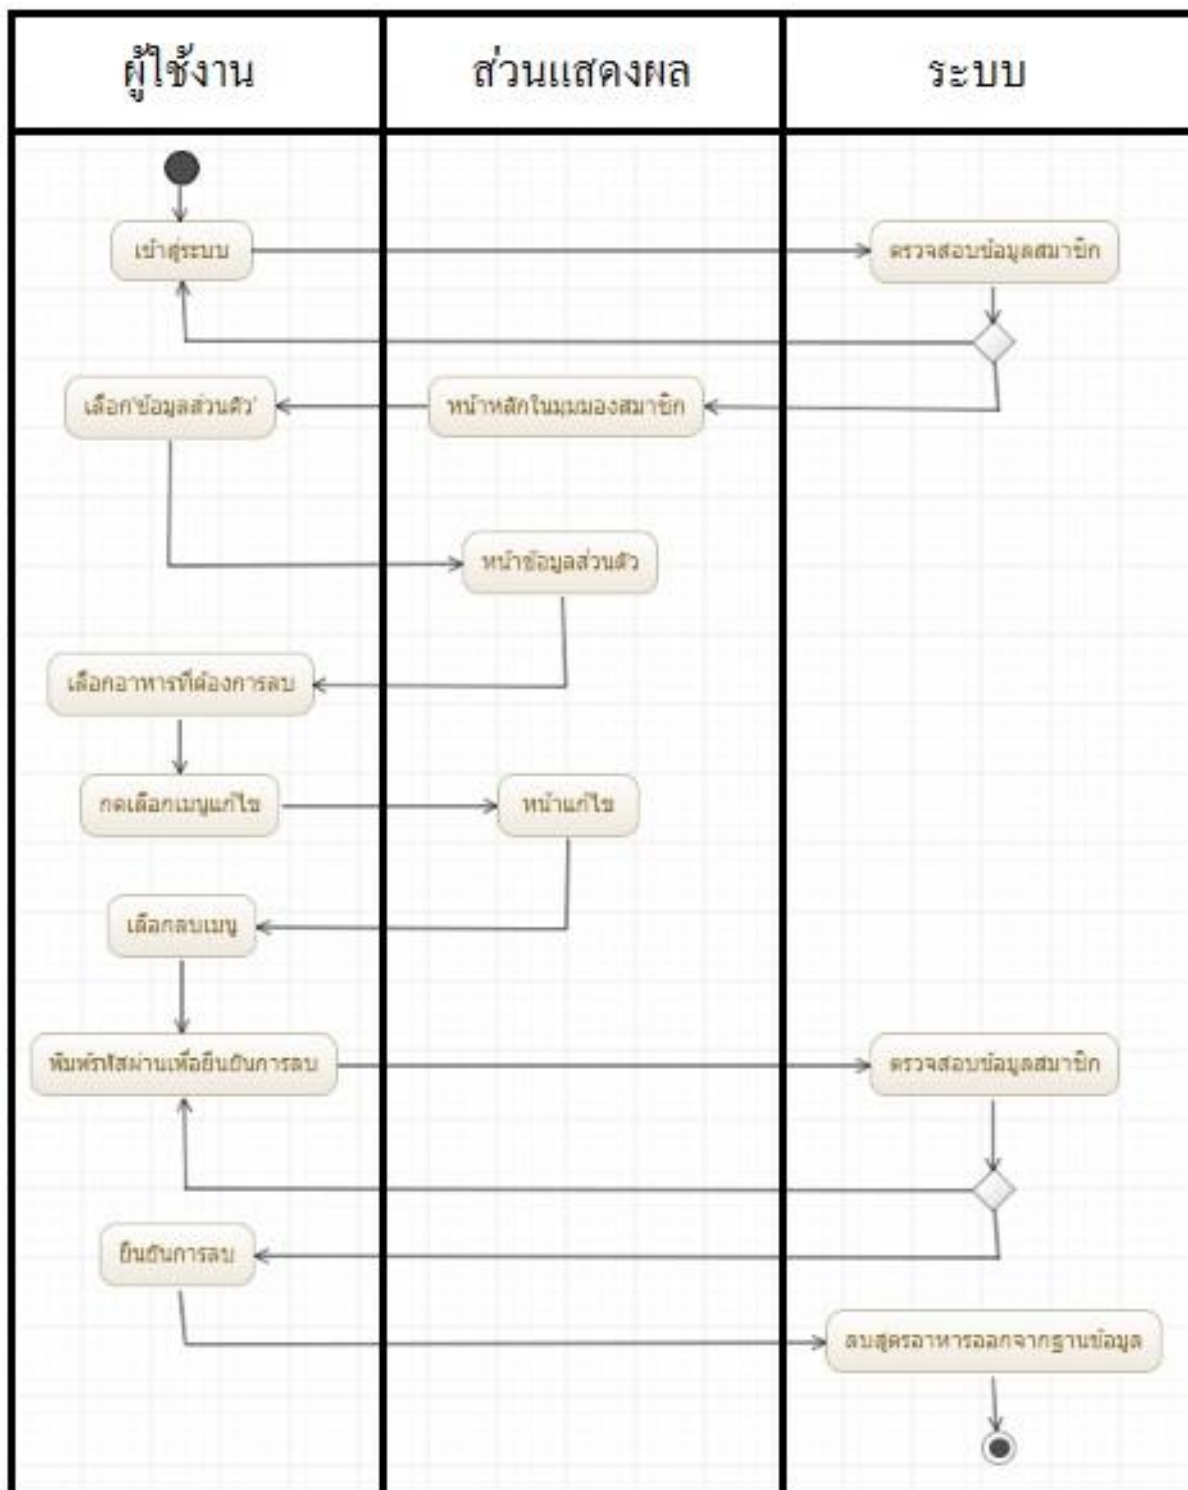 ผู้ใช้งาน
ส่วนแสดงผล
ระบบ
เข้าสู่ระบบ
ตรวจสอบข้อมูลสมาชิก
เลือก'ข้อมูลส่วนตัว'
หน้าหลักในมุมมองสมาชิก
หน้าข้อมูลส่วนตัว
เลือกอาหารที่ต้องการลบ
กดเลือกเมนูแก้ไข
หน้าแก้ไข
เลือกลบเมนู
พิมพ์รหัสผ่านเพื่อยืนยันการลบ
ตรวจสอบข้อมูลสมาชิก
ยืนยันการลบ
ลบสูตรอาหารออกจากฐานข้อมูล